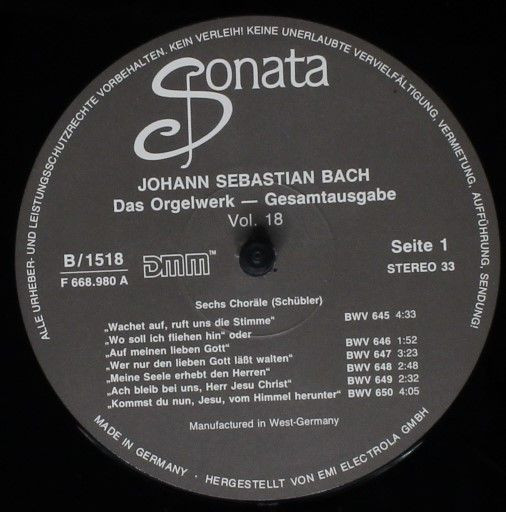 ALLE URHEBER- UND LEISTUNGSSCHUTZRECHTE VORBEHALTEN. KEIN VERLEIH! KEINE UNERLAUBTE VERVIELFÄLTIGUNG, VERMIETUNG, AUFFÜHRUNG, SENDUNG!
Sonata
JOHANN SEBASTIAN BACH
Das Orgelwerk — Gesamtausgabe
Vol. 18
B/1518
F 668.980 A
DMM™
Seite 1
STEREO 33
Sechs Choräle (Schübler)
„Wachet auf, ruft uns die Stimme" BWV 645 4:33
„Wo soll ich fliehen hin" oder
„Auf meinen lieben Gott" BWV 646 1:52
„Wer nur den lieben Gott läßt walten" BWV 647 3:23
„Meine Seele erhebt den Herren" BWV 648 2:48
„Ach bleib bei uns, Herr Jesu Christ" BWV 649 2:32
„Kommst du nun, Jesu, vom Himmel herunter" BWV 650 4:05
Manufactured in West-Germany
MADE IN GERMANY · HERGESTELLT VON EMI ELECTROLA GMBH